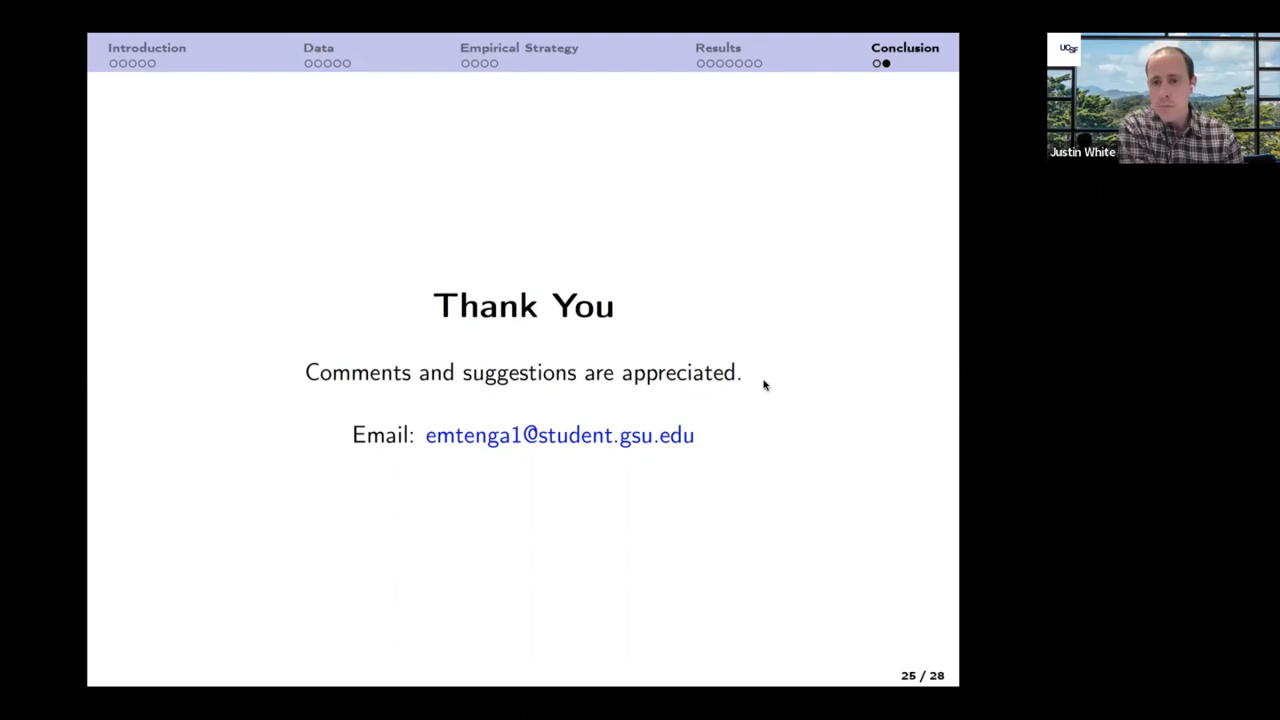 Introduction Data Empirical Strategy Results Conclusion
Thank You
Comments and suggestions are appreciated.
Email: emtenga1@student.gsu.edu
25 / 28
UCSF
Justin White